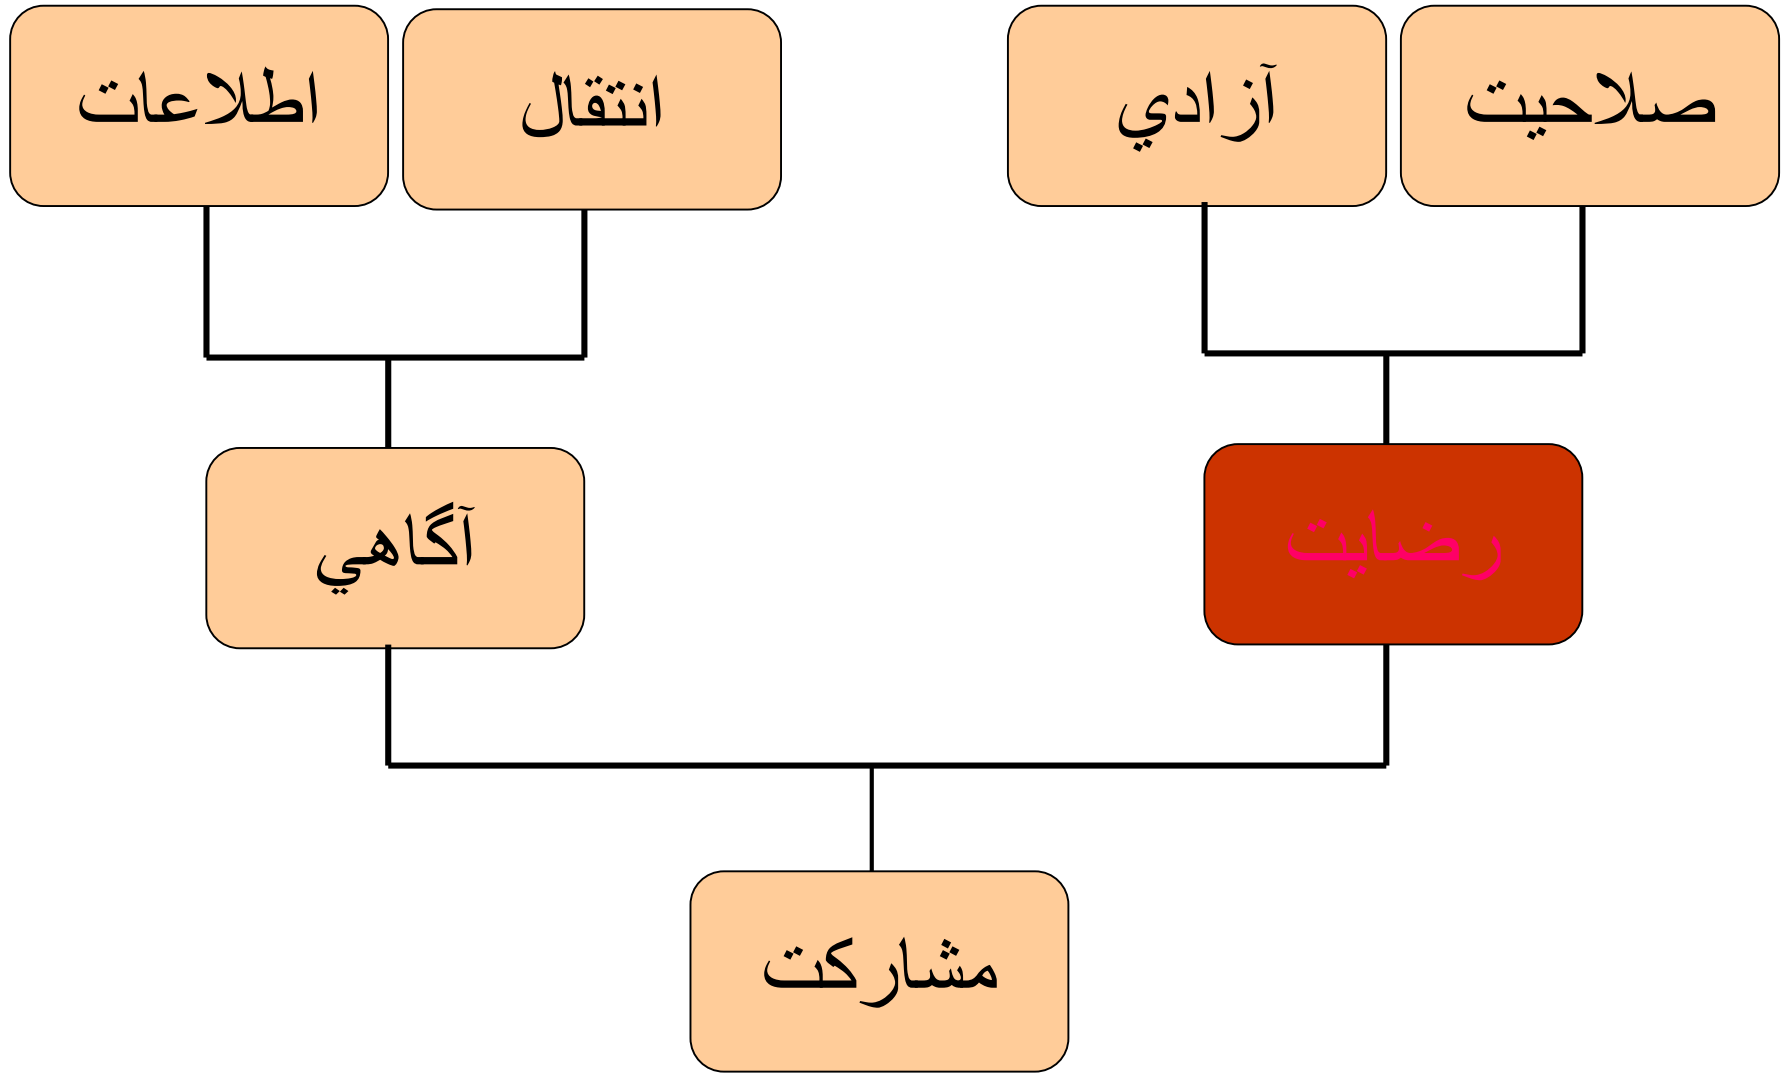 صلاحيت
آزادي
انتقال
اطلاعات
رضايت
آگاهي
مشاركت